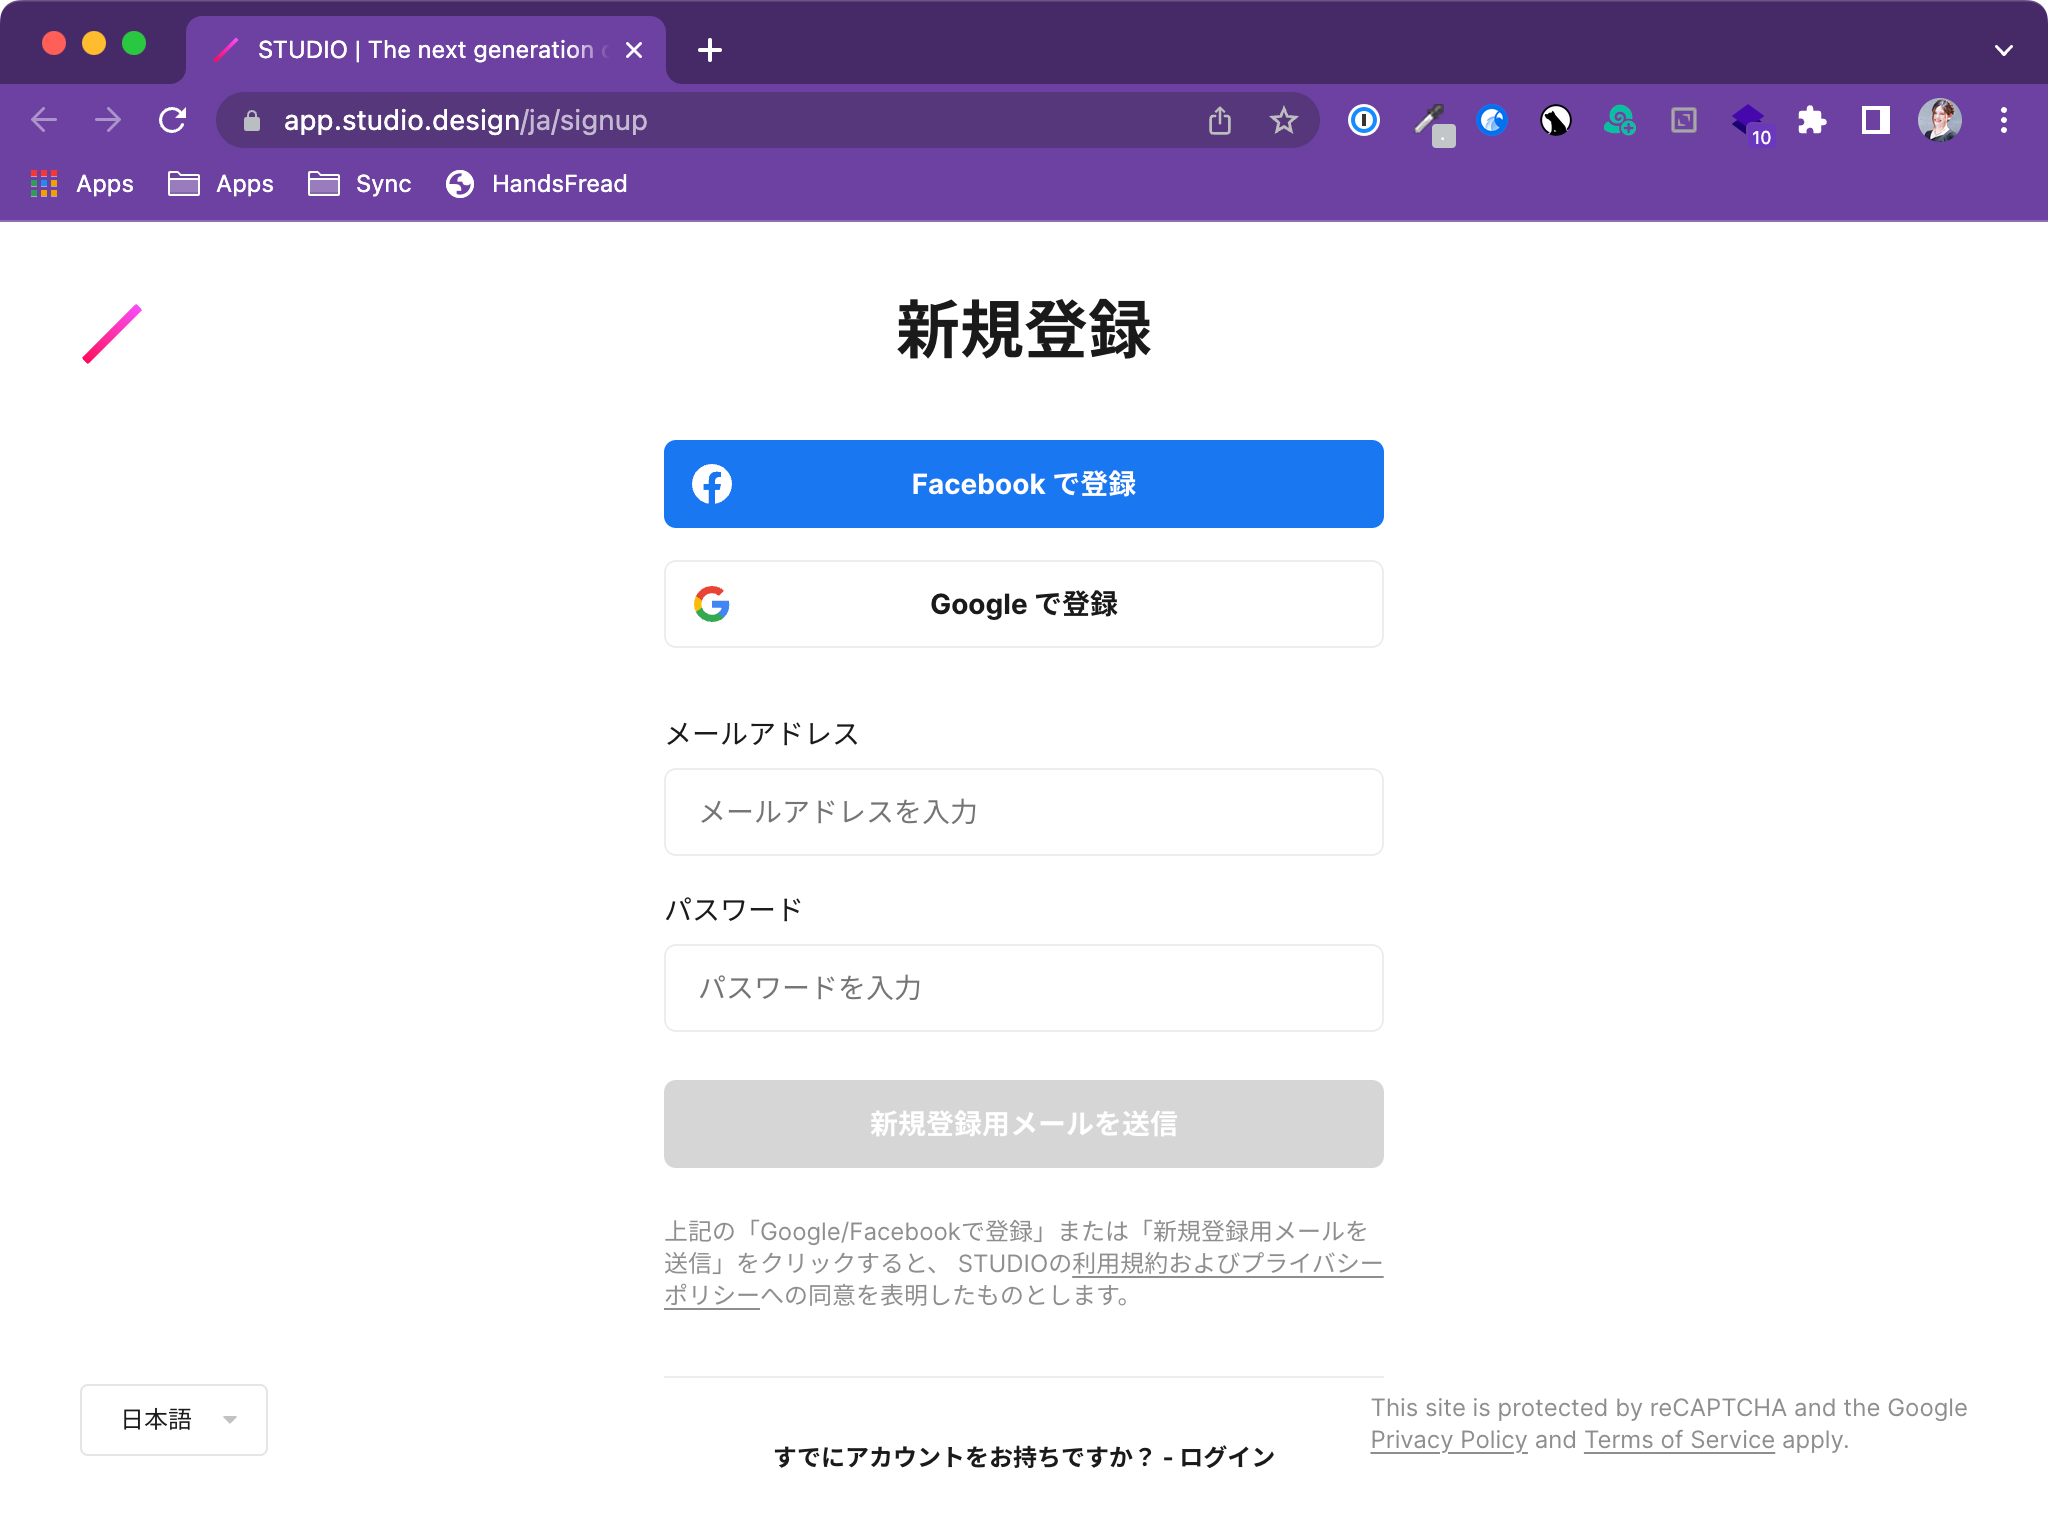 STUDIO | The next generation
app.studio.design/ja/signup
10
Apps
Apps
Sync
HandsFread
新規登録
Facebook で登録
Google で登録
メールアドレス
メールアドレスを入力
パスワード
パスワードを入力
新規登録用メールを送信
上記の「Google/Facebookで登録」または「新規登録用メールを
送信」をクリックすると、 STUDIOの利用規約およびプライバシー
ポリシーへの同意を表明したものとします。
日本語
すでにアカウントをお持ちですか？ - ログイン
This site is protected by reCAPTCHA and the Google
Privacy Policy and Terms of Service apply.